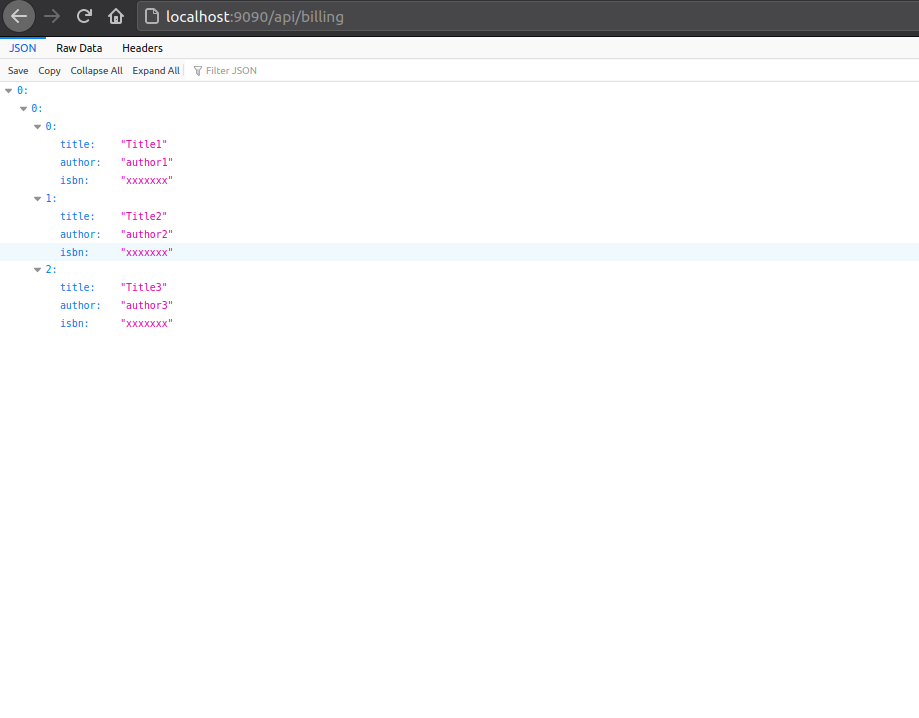 localhost:9090/api/billing
JSON Raw Data Headers
Save Copy Collapse All Expand All Filter JSON
0:
0:
0:
title: "Title1"
author: "author1"
isbn: "xxxxxxx"
1:
title: "Title2"
author: "author2"
isbn: "xxxxxxx"
2:
title: "Title3"
author: "author3"
isbn: "xxxxxxx"